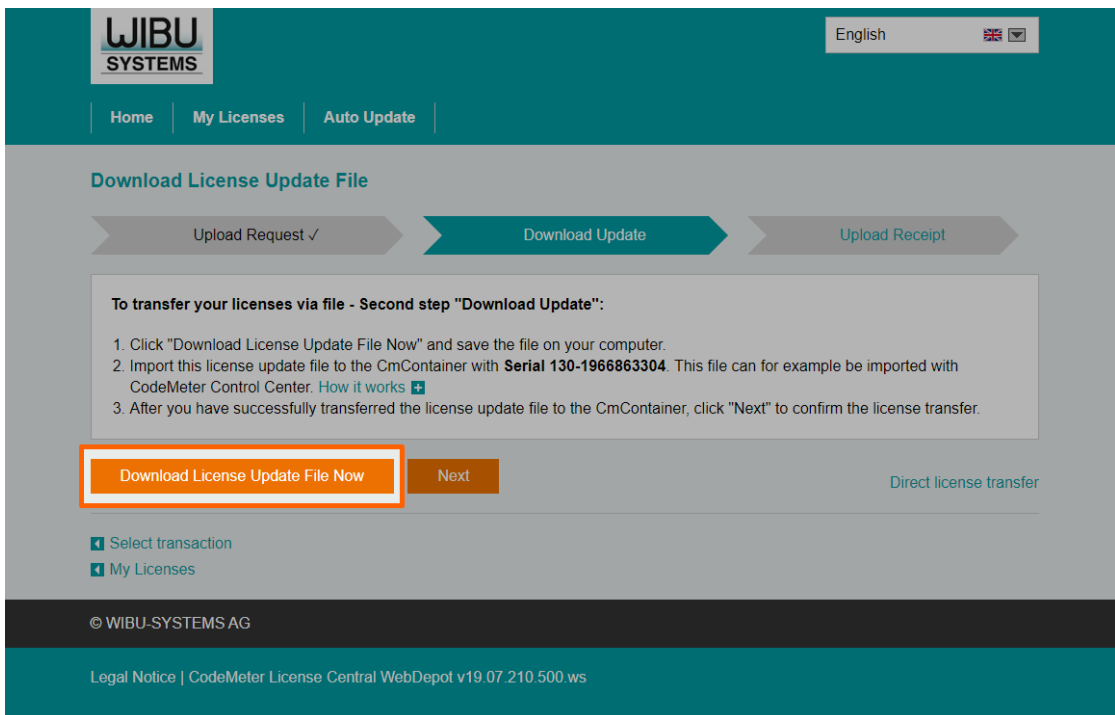 WIBU
SYSTEMS
English
Home
My Licenses
Auto Update
Download License Update File
Upload Request ✓
Download Update
Upload Receipt
To transfer your licenses via file - Second step "Download Update":
1. Click "Download License Update File Now" and save the file on your computer.
2. Import this license update file to the CmContainer with Serial 130-1966863304. This file can for example be imported with
CodeMeter Control Center. How it works
3. After you have successfully transferred the license update file to the CmContainer, click "Next" to confirm the license transfer.
Download License Update File Now
Next
Direct license transfer
Select transaction
My Licenses
© WIBU-SYSTEMS AG
Legal Notice | CodeMeter License Central WebDepot v19.07.210.500.ws